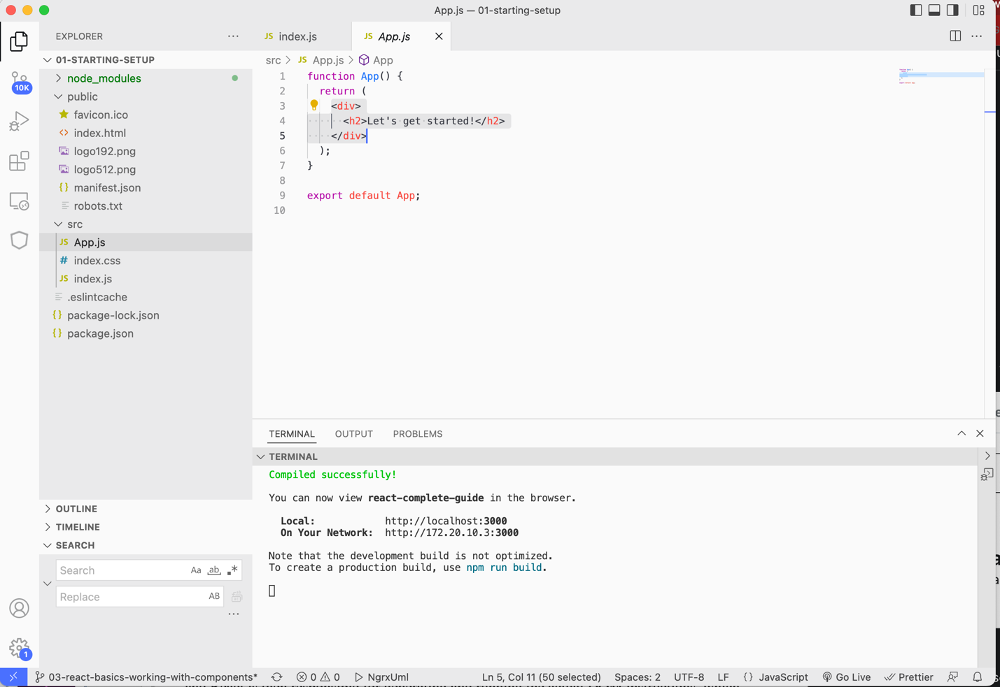 App.js — 01-starting-setup
EXPLORER
JS index.js
JS App.js
01-STARTING-SETUP
src > JS App.js > App
node_modules
public
favicon.ico
index.html
logo192.png
logo512.png
manifest.json
robots.txt
src
JS App.js
# index.css
JS index.js
.eslintcache
{} package-lock.json
{} package.json
10K
1 function App() {
2 return (
3 <div>
4 <h2>Let's get started!</h2>
5 </div>
6 );
7 }
8
9 export default App;
10
OUTLINE
TIMELINE
SEARCH
Search Aa ab .*
Replace AB
1
TERMINAL OUTPUT PROBLEMS
TERMINAL
Compiled successfully!
You can now view react-complete-guide in the browser.
Local: http://localhost:3000
On Your Network: http://172.20.10.3:3000
Note that the development build is not optimized.
To create a production build, use npm run build.
03-react-basics-working-with-components* 0 0 NgrxUml Ln 5, Col 11 (50 selected) Spaces: 2 UTF-8 LF {} JavaScript Go Live Prettier